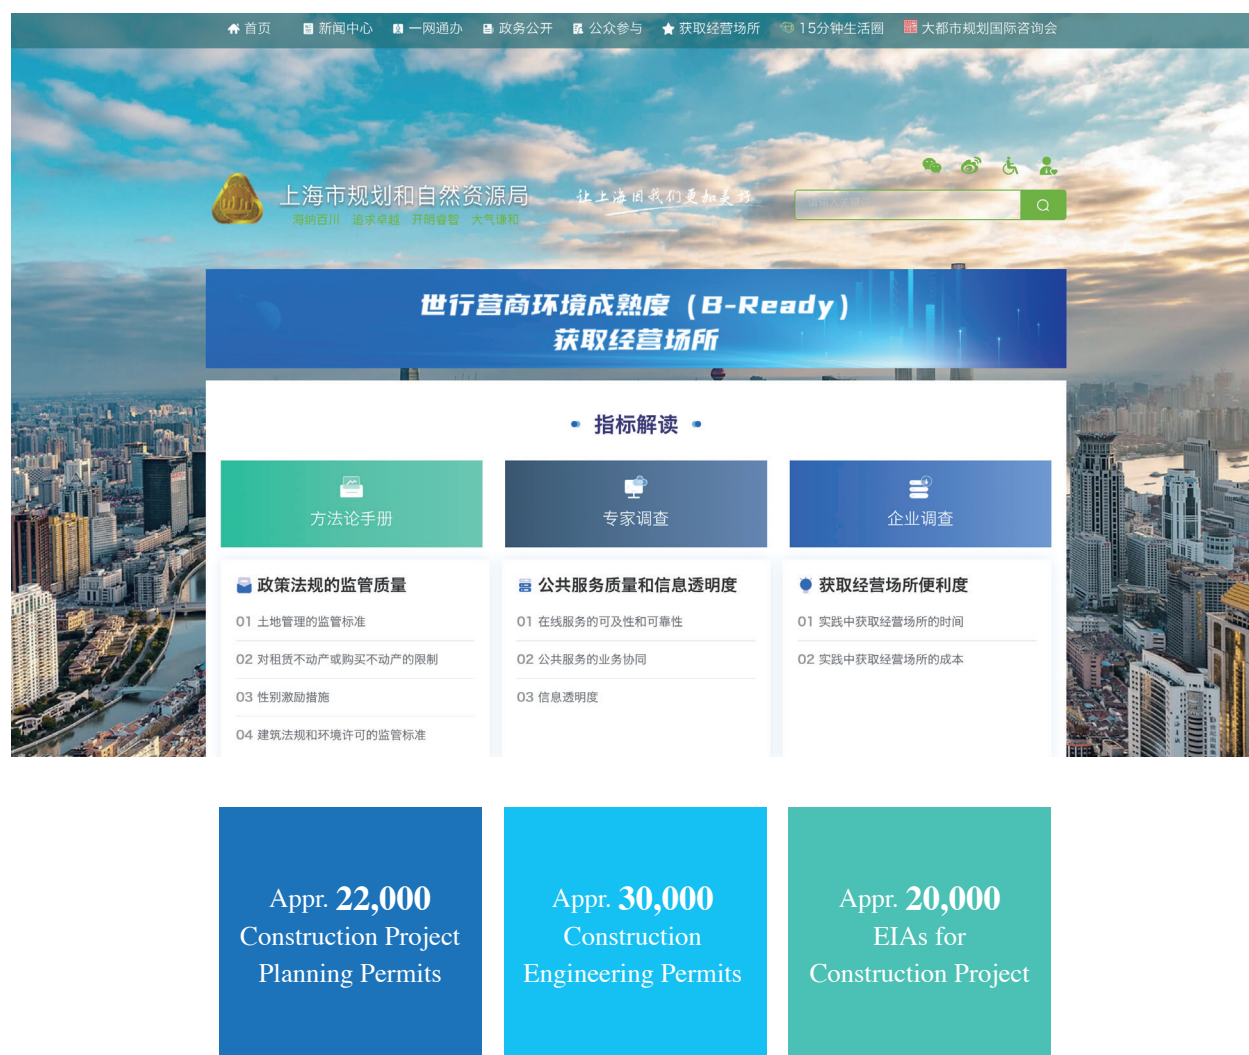 首页 新闻中心 一网通办 政务公开 公众参与 获取经营场所 15分钟生活圈 大都市规划国际咨询会
上海市规划和自然资源局
海纳百川 追求卓越 开明睿智 大气谦和
让上海因我们更加美好
请输入关键字
世行营商环境成熟度（B-Ready）
获取经营场所
指标解读
方法论手册
专家调查
企业调查
政策法规的监管质量
01 土地管理的监管标准
02 对租赁不动产或购买不动产的限制
03 性别激励措施
04 建筑法规和环境许可的监管标准
公共服务质量和信息透明度
01 在线服务的可及性和可靠性
02 公共服务的业务协同
03 信息透明度
获取经营场所便利度
01 实践中获取经营场所的时间
02 实践中获取经营场所的成本
Appr. 22,000
Construction Project
Planning Permits
Appr. 30,000
Construction
Engineering Permits
Appr. 20,000
EIAs for
Construction Project